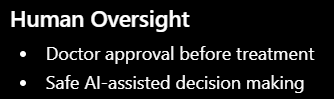 Human Oversight
• Doctor approval before treatment
• Safe AI-assisted decision making